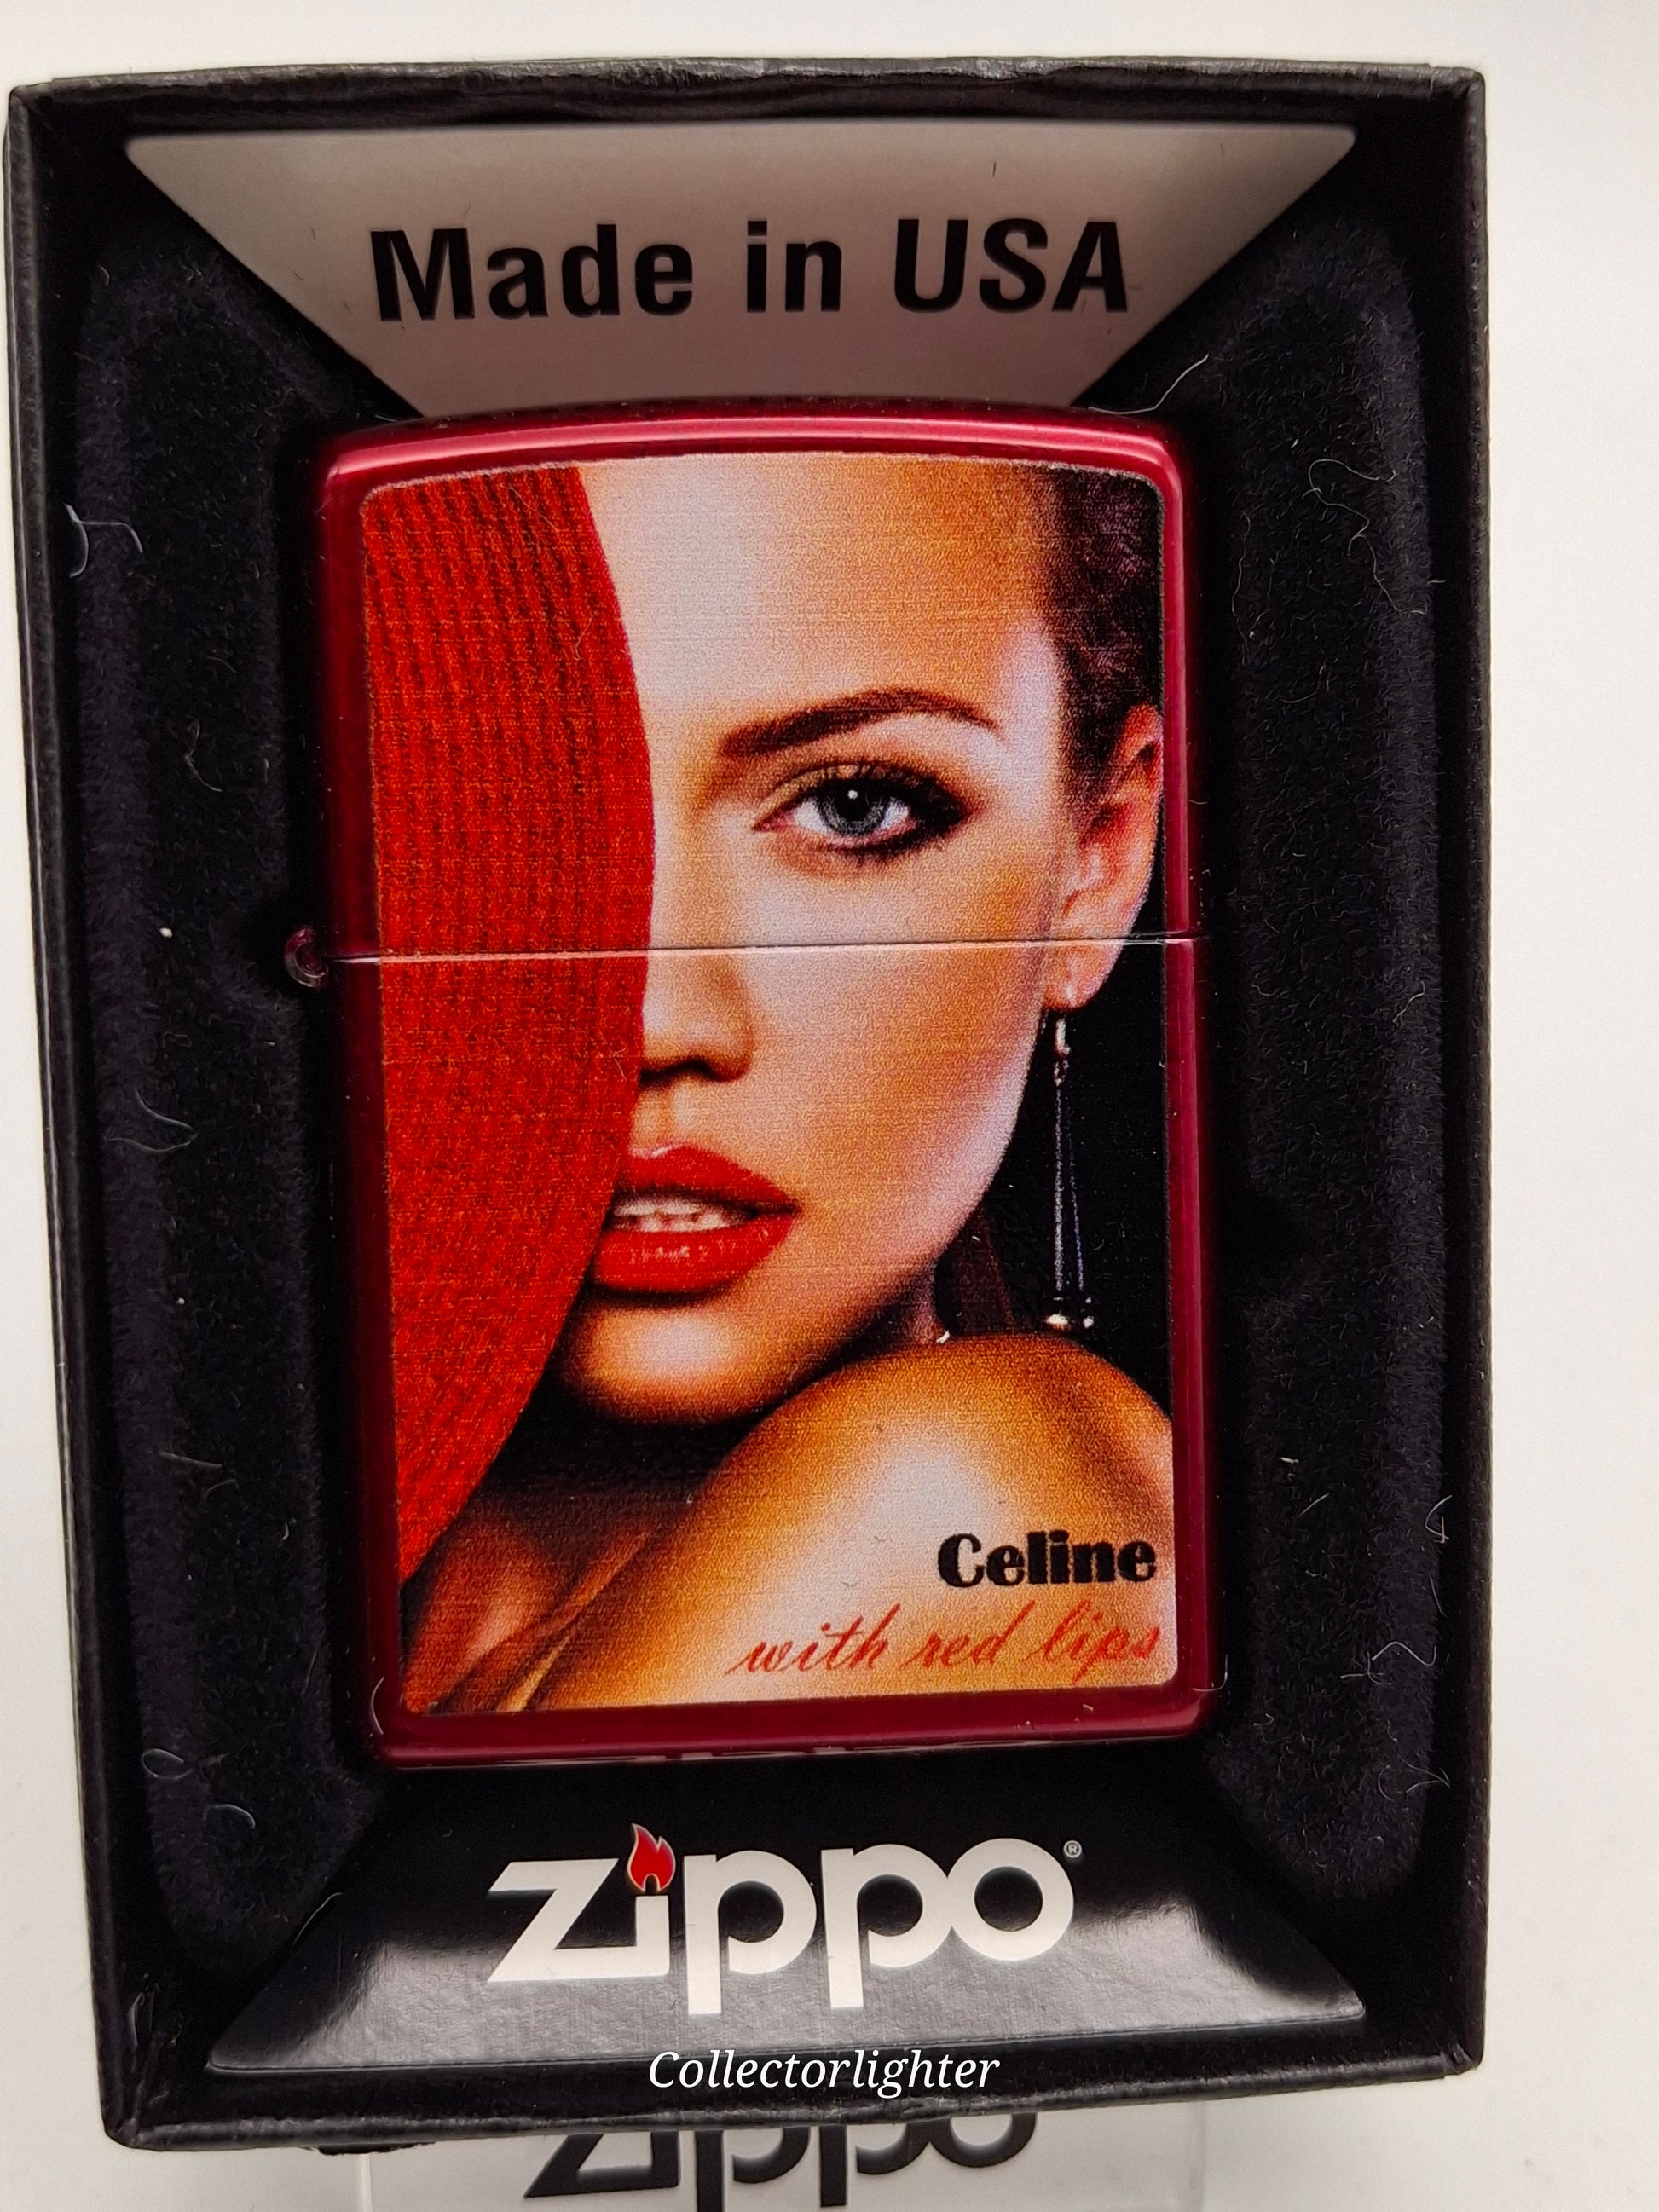 Made in USA
Celine
with red lips
zippo®
Collectorlighter
zippo